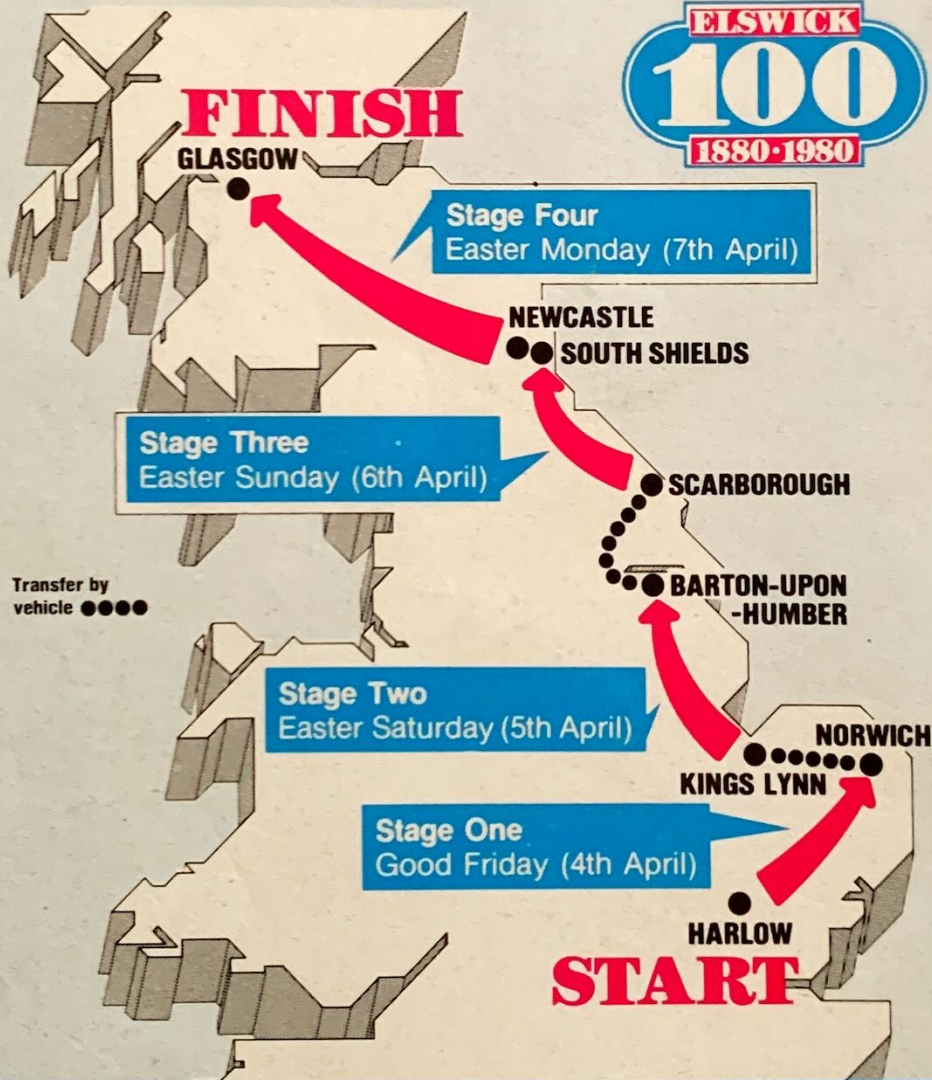 ELSWICK
100
1880·1980
FINISH
GLASGOW
Stage Four
Easter Monday (7th April)
NEWCASTLE
SOUTH SHIELDS
Stage Three
Easter Sunday (6th April)
SCARBOROUGH
Transfer by
vehicle
BARTON-UPON
-HUMBER
Stage Two
Easter Saturday (5th April)
NORWICH
KINGS LYNN
Stage One
Good Friday (4th April)
HARLOW
START